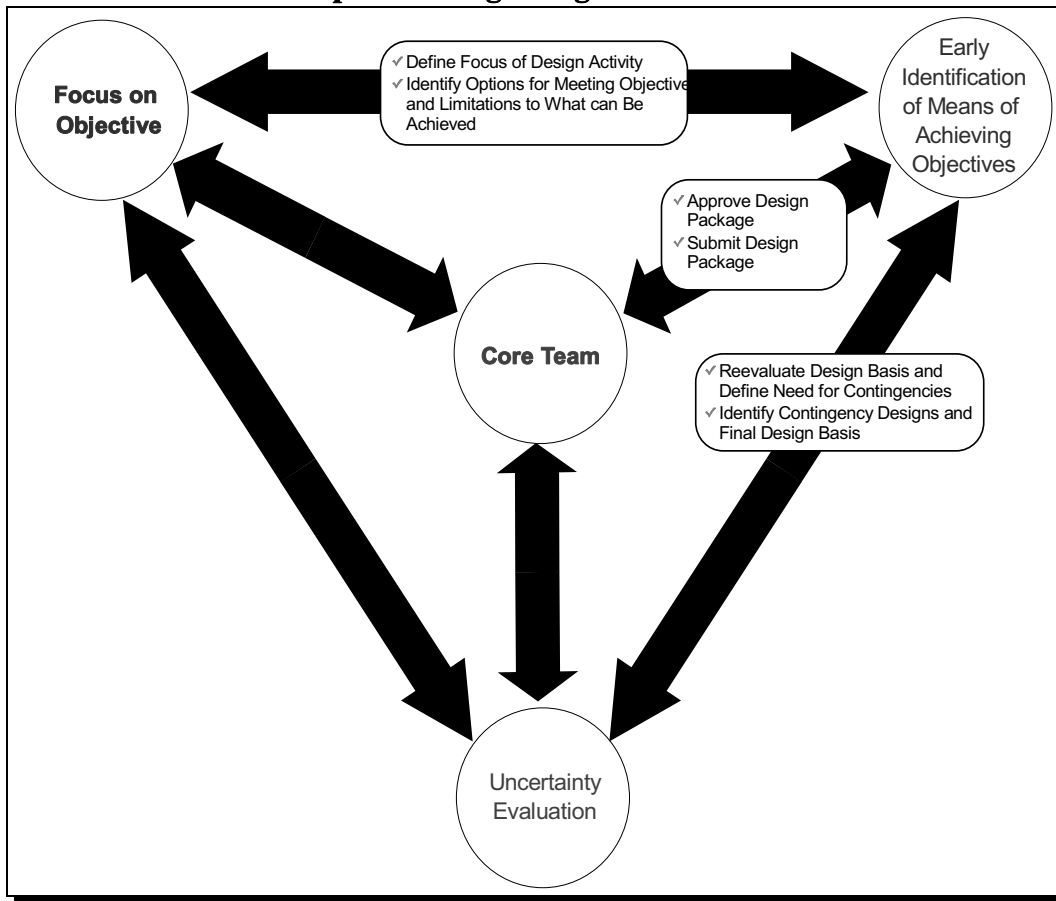 Focus on
Objective
✓ Define Focus of Design Activity
✓ Identify Options for Meeting Objective
and Limitations to What can Be
Achieved
Early
Identification
of Means of
Achieving
Objectives
✓ Approve Design
Package
✓ Submit Design
Package
Core Team
✓ Reevaluate Design Basis and
Define Need for Contingencies
✓ Identify Contingency Designs and
Final Design Basis
Uncertainty
Evaluation